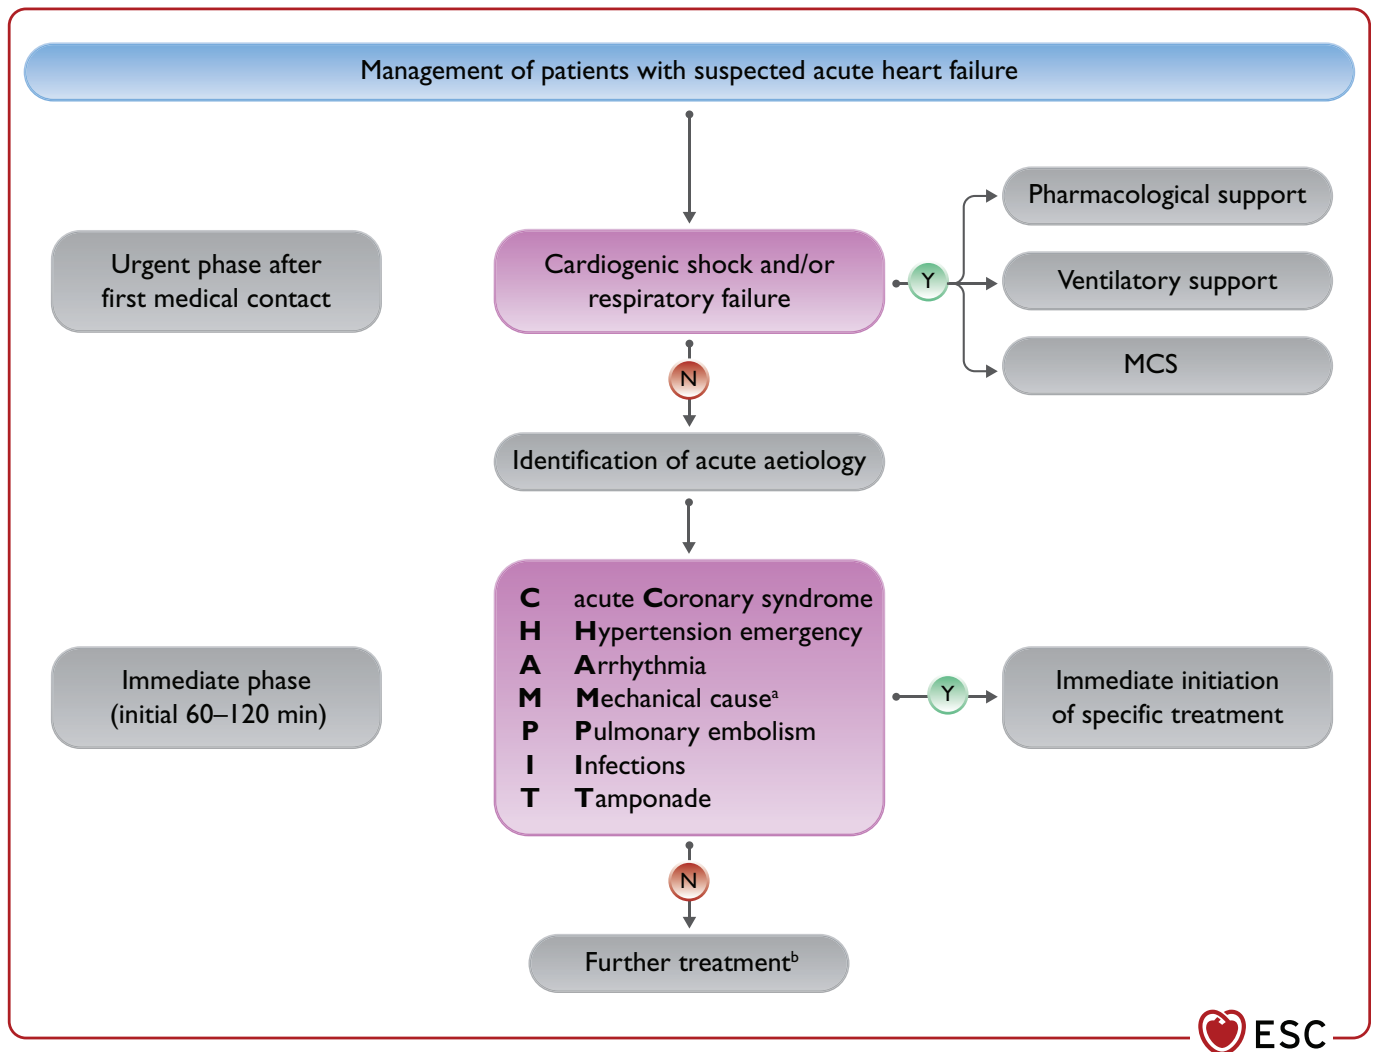 Management of patients with suspected acute heart failure
Urgent phase after
first medical contact
Cardiogenic shock and/or
respiratory failure
Y
Pharmacological support
Ventilatory support
MCS
N
Identification of acute aetiology
Immediate phase
(initial 60–120 min)
C acute Coronary syndrome
H Hypertension emergency
A Arrhythmia
M Mechanical causeᵃ
P Pulmonary embolism
I Infections
T Tamponade
Y
Immediate initiation
of specific treatment
N
Further treatmentᵇ
ESC